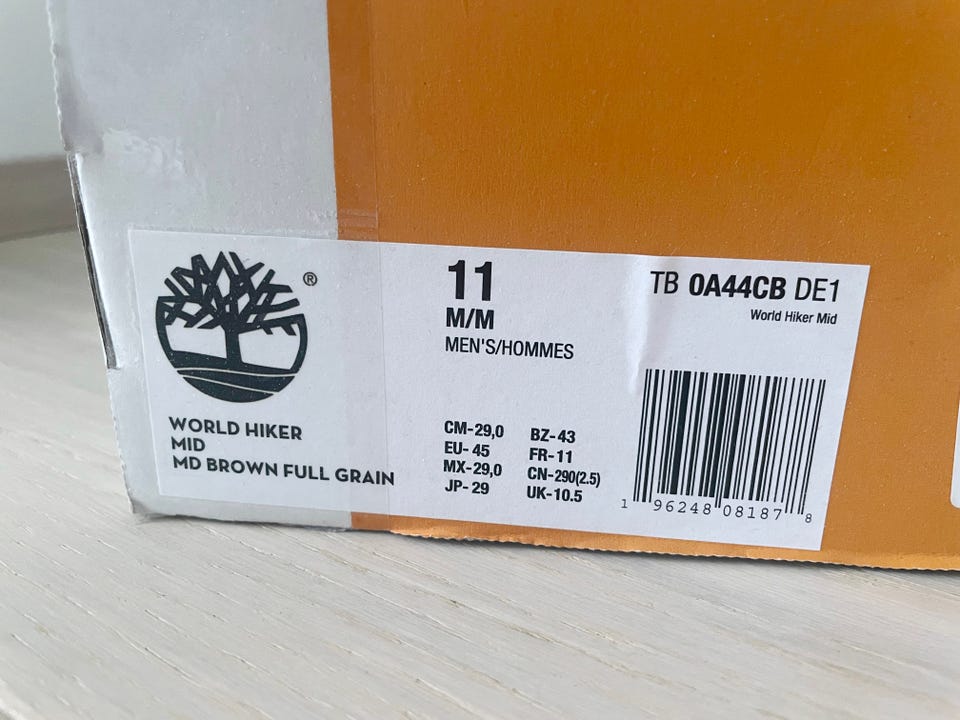 ®
WORLD HIKER
MID
MD BROWN FULL GRAIN
11
M/M
MEN'S/HOMMES
CM-29,0 BZ-43
EU-45 FR-11
MX-29,0 CN-290(2.5)
JP-29 UK-10.5
TB 0A44CB DE1
World Hiker Mid
1 96248 08187 8